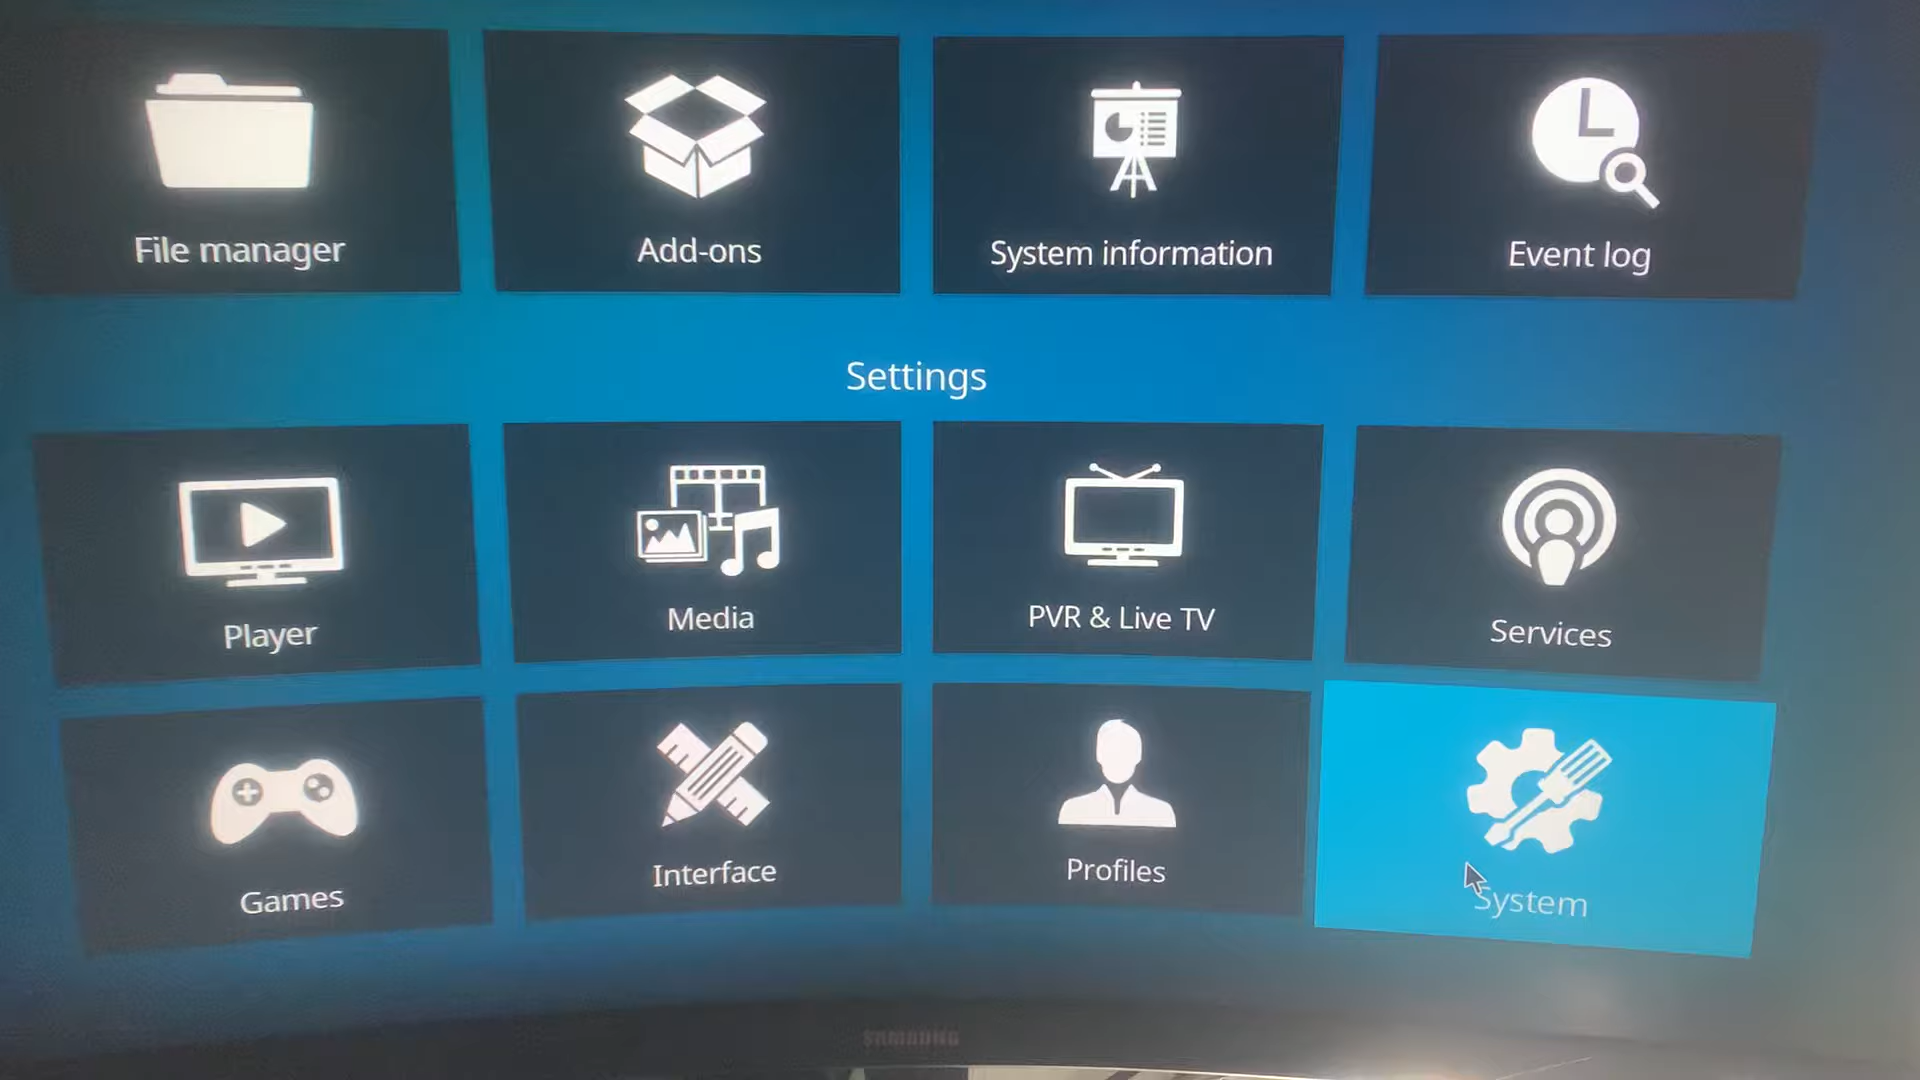 File manager
Add-ons
System information
Event log
Settings
Player
Media
PVR & Live TV
Services
Games
Interface
Profiles
System
SAMSUNG